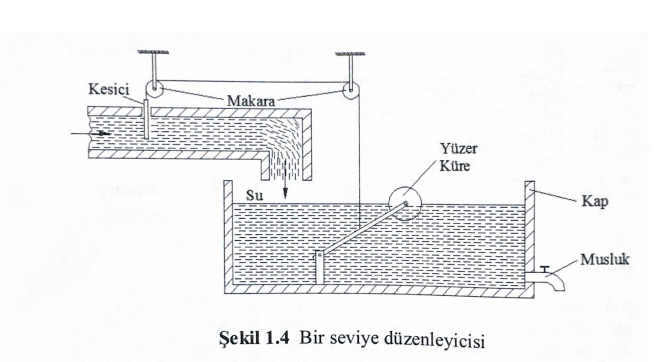 Kesici
Makara
Yüzer
Küre
Su
Kap
Musluk
Şekil 1.4 Bir seviye düzenleyicisi